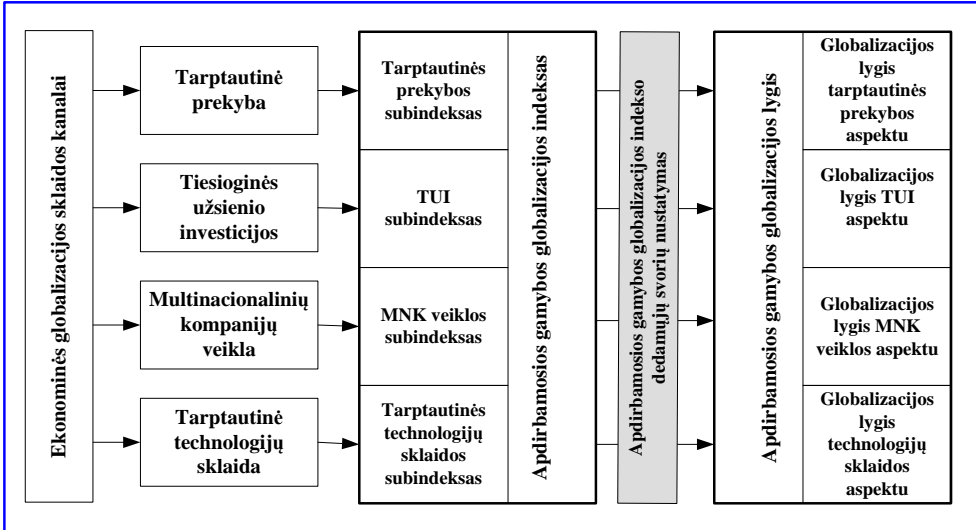 Ekonominės globalizacijos sklaidos kanalai
Tarptautinė
prekyba
Tiesioginės
užsienio
investicijos
Multinacionalinių
kompanijų
veikla
Tarptautinė
technologijų
sklaida
Tarptautinės
prekybos
subindeksas
TUI
subindeksas
MNK veiklos
subindeksas
Tarptautinės
technologijų
sklaidos
subindeksas
Apdirbamosios gamybos globalizacijos indeksas
Apdirbamosios gamybos globalizacijos indekso
dedamųjų svorių nustatymas
Apdirbamosios gamybos globalizacijos lygis
Globalizacijos
lygis
tarptautinės
prekybos
aspektu
Globalizacijos
lygis TUI
aspektu
Globalizacijos
lygis MNK
veiklos aspektu
Globalizacijos
lygis
technologijų
sklaidos
aspektu